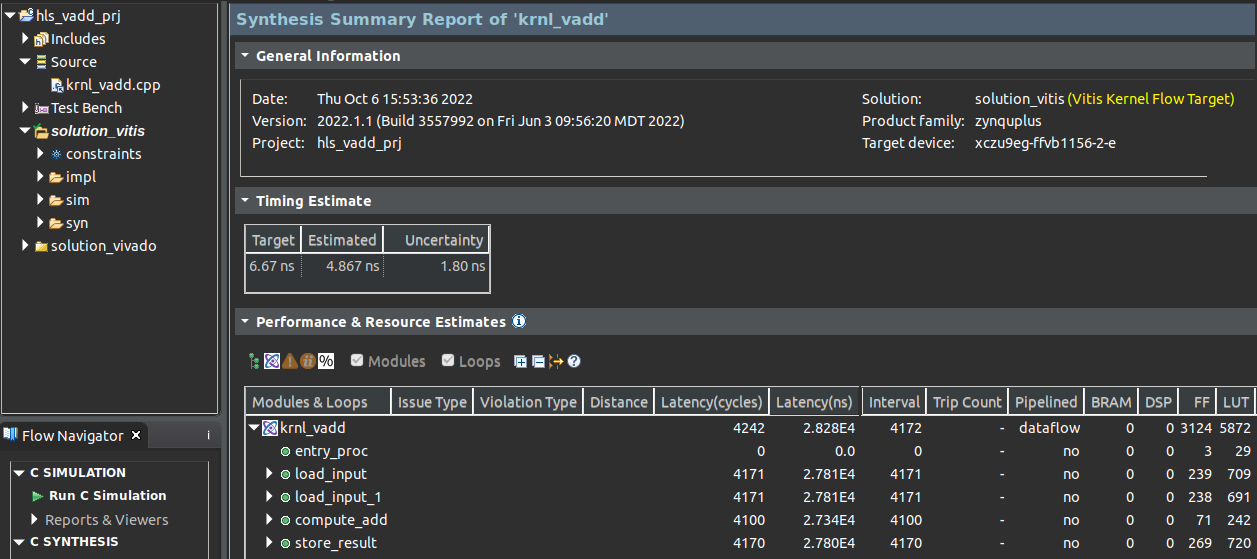 hls_vadd_prj
Includes
Source
krnl_vadd.cpp
Test Bench
solution_vitis
constraints
impl
sim
syn
solution_vivado
Flow Navigator
C SIMULATION
Run C Simulation
Reports & Viewers
C SYNTHESIS
Synthesis Summary Report of 'krnl_vadd'
General Information
Date: Thu Oct 6 15:53:36 2022 Solution: solution_vitis (Vitis Kernel Flow Target)
Version: 2022.1.1 (Build 3557992 on Fri Jun 3 09:56:20 MDT 2022) Product family: zynquplus
Project: hls_vadd_prj Target device: xczu9eg-ffvb1156-2-e
Timing Estimate
Target Estimated Uncertainty
6.67 ns 4.867 ns 1.80 ns
Performance & Resource Estimates
% Modules Loops
Modules & Loops Issue Type Violation Type Distance Latency(cycles) Latency(ns) Interval Trip Count Pipelined BRAM DSP FF LUT
krnl_vadd 4242 2.828E4 4172 - dataflow 0 0 3124 5872
entry_proc 0 0.0 0 - no 0 0 3 29
load_input 4171 2.781E4 4171 - no 0 0 239 709
load_input_1 4171 2.781E4 4171 - no 0 0 238 691
compute_add 4100 2.734E4 4100 - no 0 0 71 242
store_result 4170 2.780E4 4170 - no 0 0 269 720